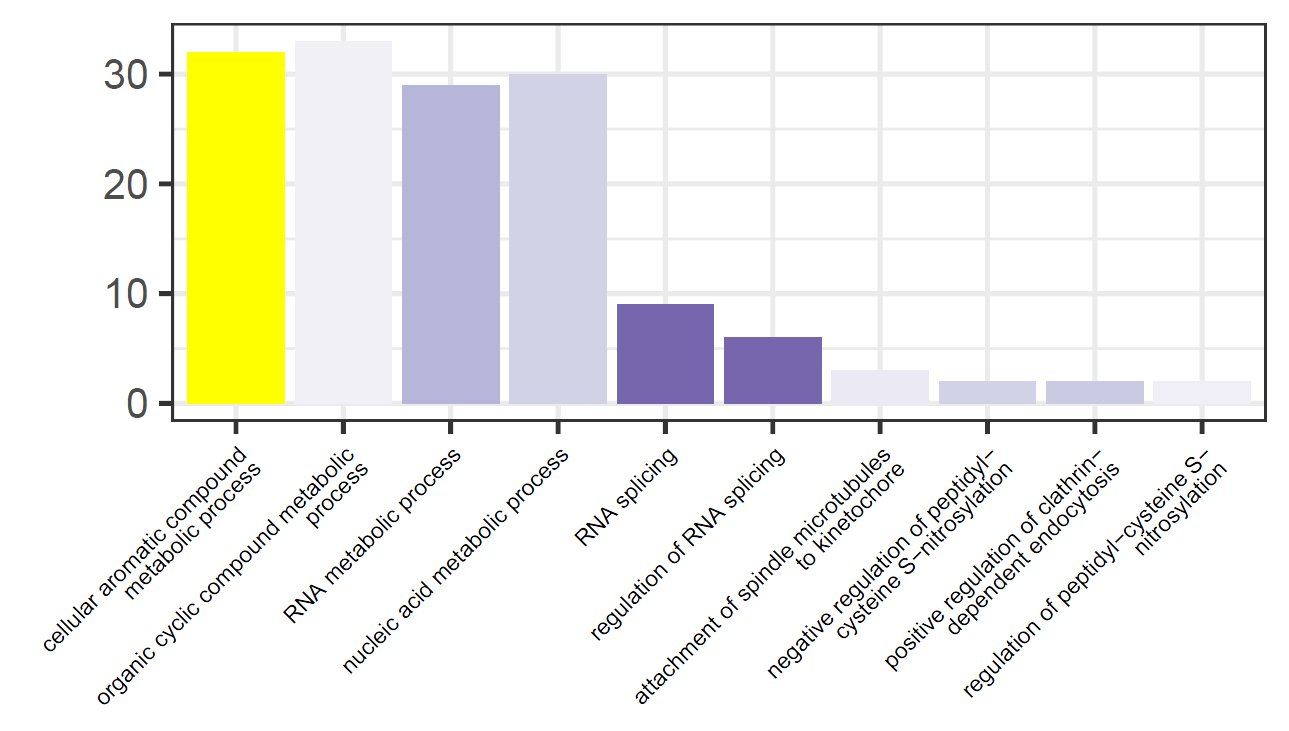 30
20
10
0
cellular aromatic compound
metabolic process
organic cyclic compound metabolic
process
RNA metabolic process
nucleic acid metabolic process
RNA splicing
regulation of RNA splicing
attachment of spindle microtubules
to kinetochore
negative regulation of peptidyl−
cysteine S−nitrosylation
positive regulation of clathrin−
dependent endocytosis
regulation of peptidyl−cysteine S−
nitrosylation